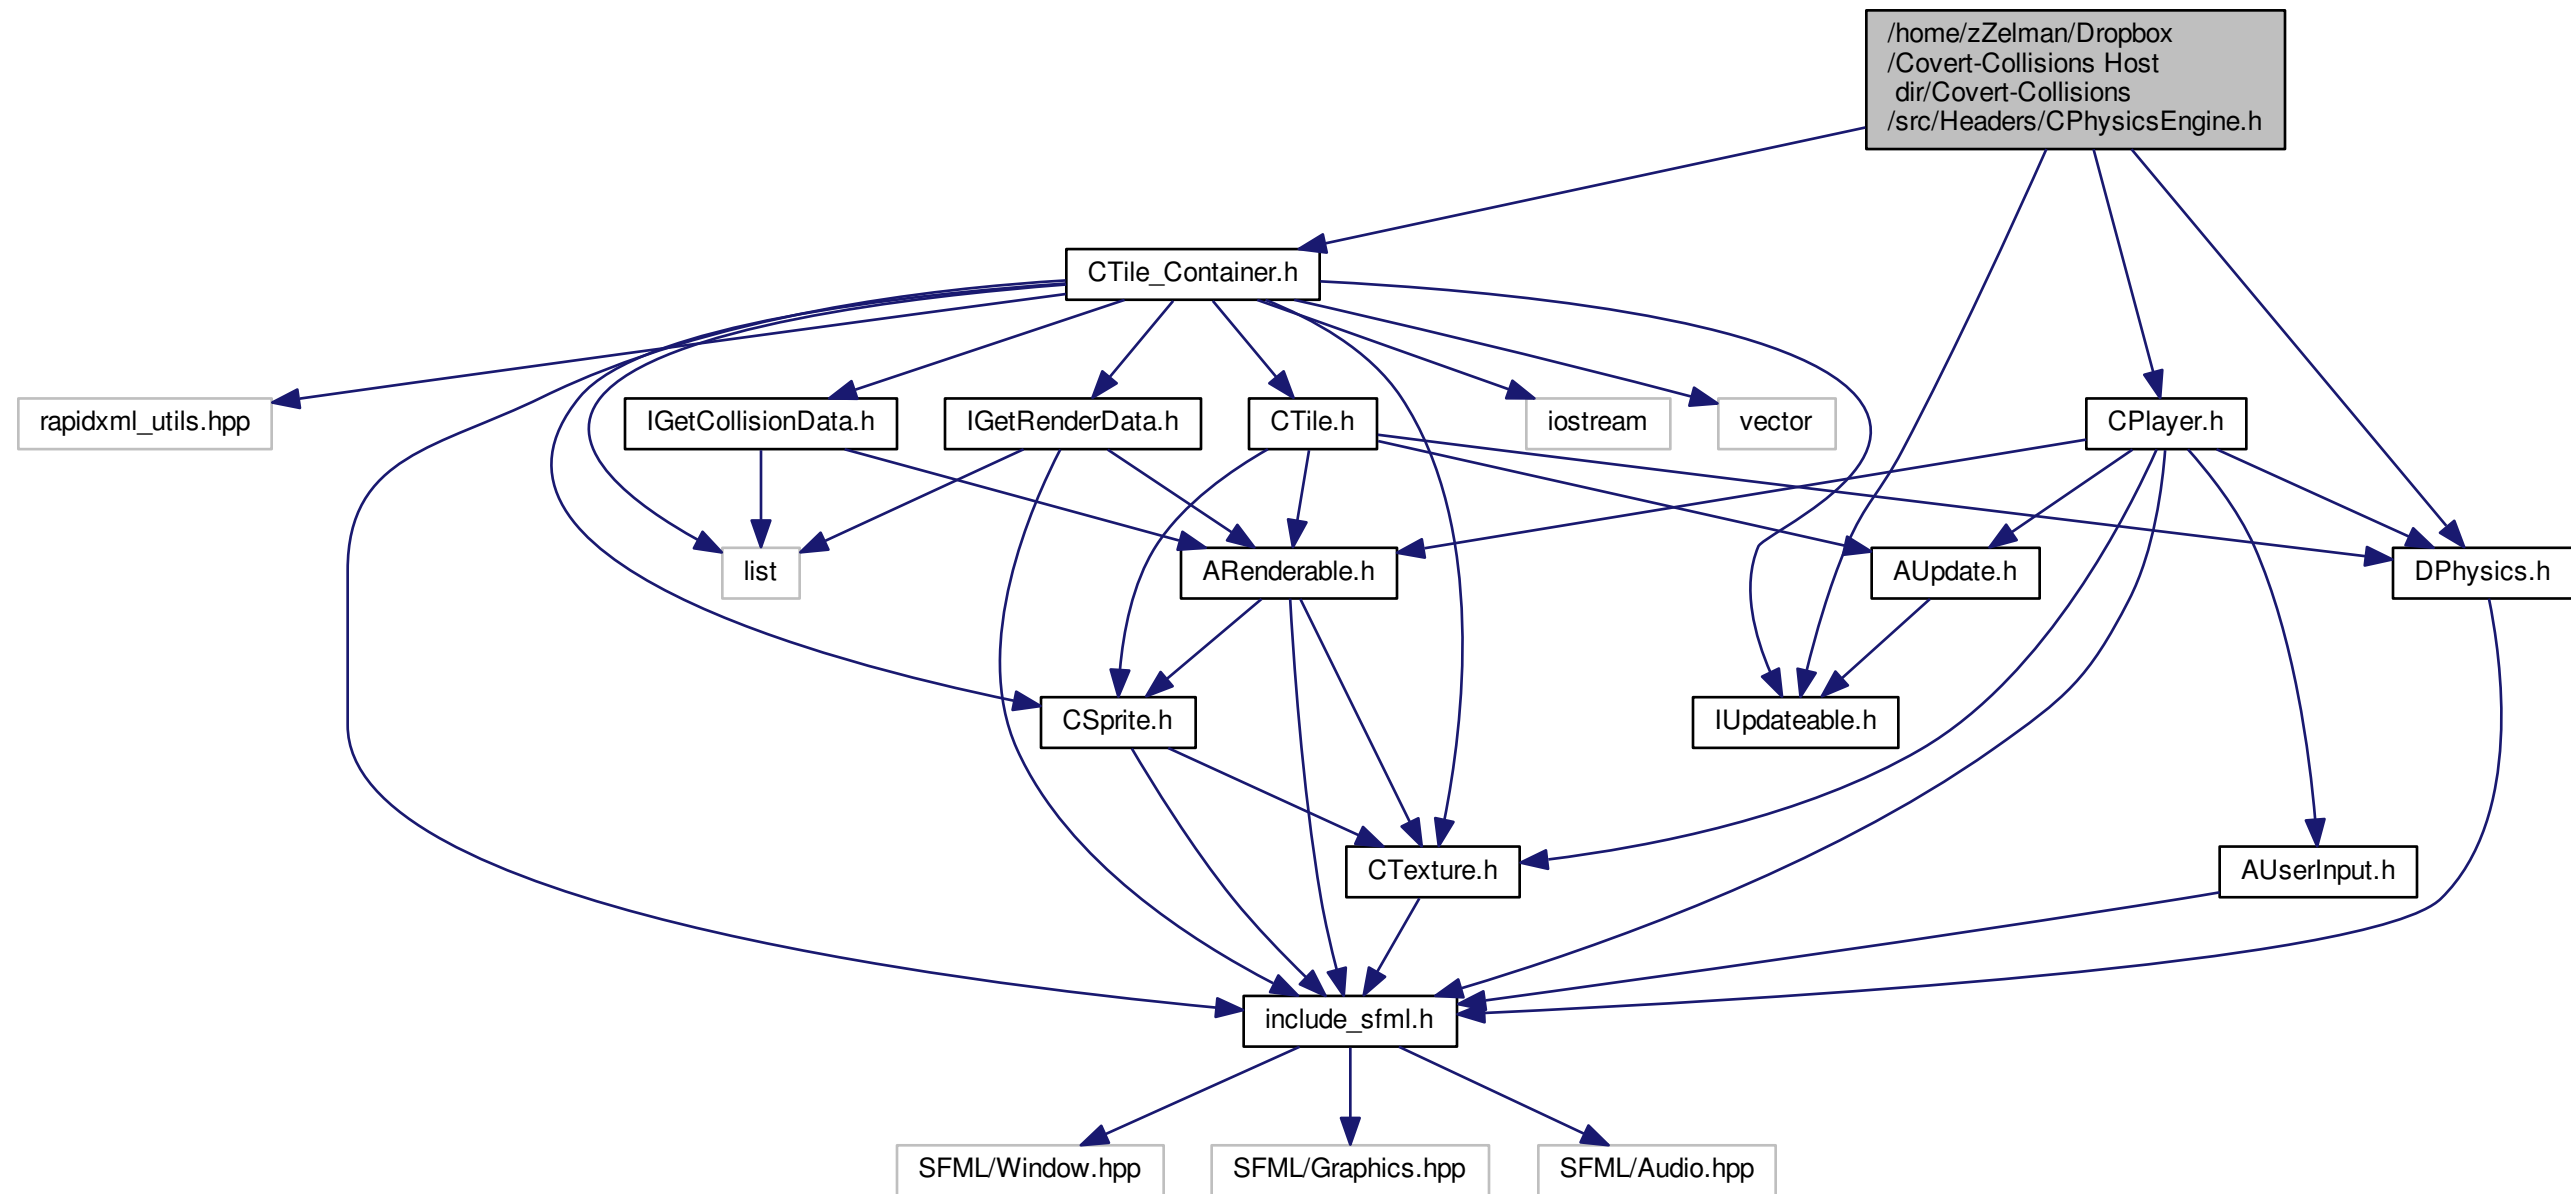 /home/zZelman/Dropbox
/Covert-Collisions Host
dir/Covert-Collisions
/src/Headers/CPhysicsEngine.h
CTile_Container.h
rapidxml_utils.hpp
IGetCollisionData.h
IGetRenderData.h
CTile.h
iostream
vector
CPlayer.h
list
ARenderable.h
AUpdate.h
DPhysics.h
CSprite.h
IUpdateable.h
CTexture.h
AUserInput.h
include_sfml.h
SFML/Window.hpp
SFML/Graphics.hpp
SFML/Audio.hpp